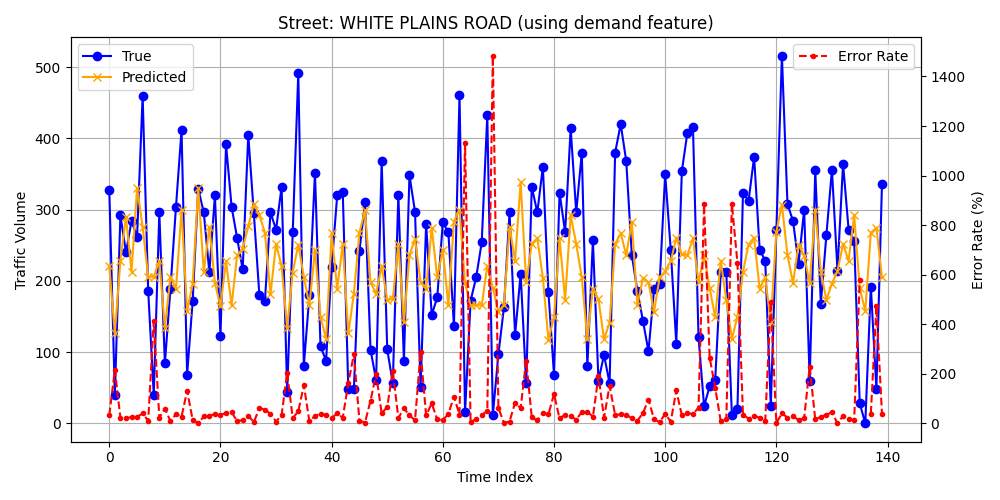 Street: WHITE PLAINS ROAD (using demand feature)
True
Predicted
Error Rate
Traffic Volume
500
400
300
200
100
0
1400
1200
1000
800
600
400
200
0
Error Rate (%)
0 20 40 60 80 100 120 140
Time Index